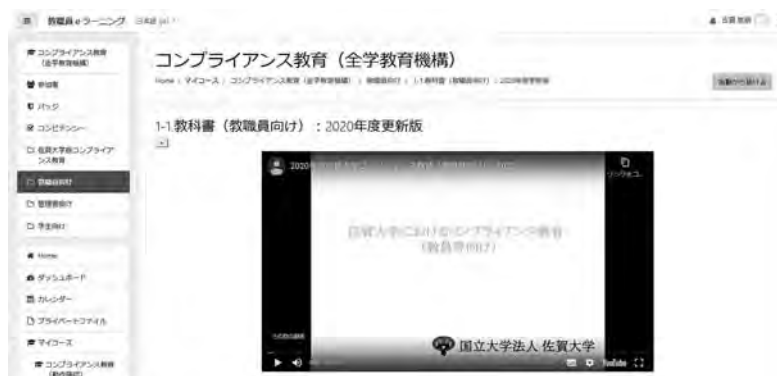 教職員eラーニング 日本語 (ja)
コンプライアンス教育
(全学教育機構)
参加者
バッジ
コンピテンシー
佐賀大学版コンプライア
ンス教育
教職員向け
管理者向け
学生向け
Home
ダッシュボード
カレンダー
プライベートファイル
マイコース
コンプライアンス教育
コンプライアンス教育(全学教育機構)
Home / マイコース / コンプライアンス教育 (全学教育機構) / 教職員向け / 1-1.教科書 (教職員向け) : 2020年度更新版
1-1.教科書(教職員向け):2020年度更新版
佐賀大学におけるコンプライアンス教育
(教職員向け)
国立大学法人 佐賀大学
YouTube